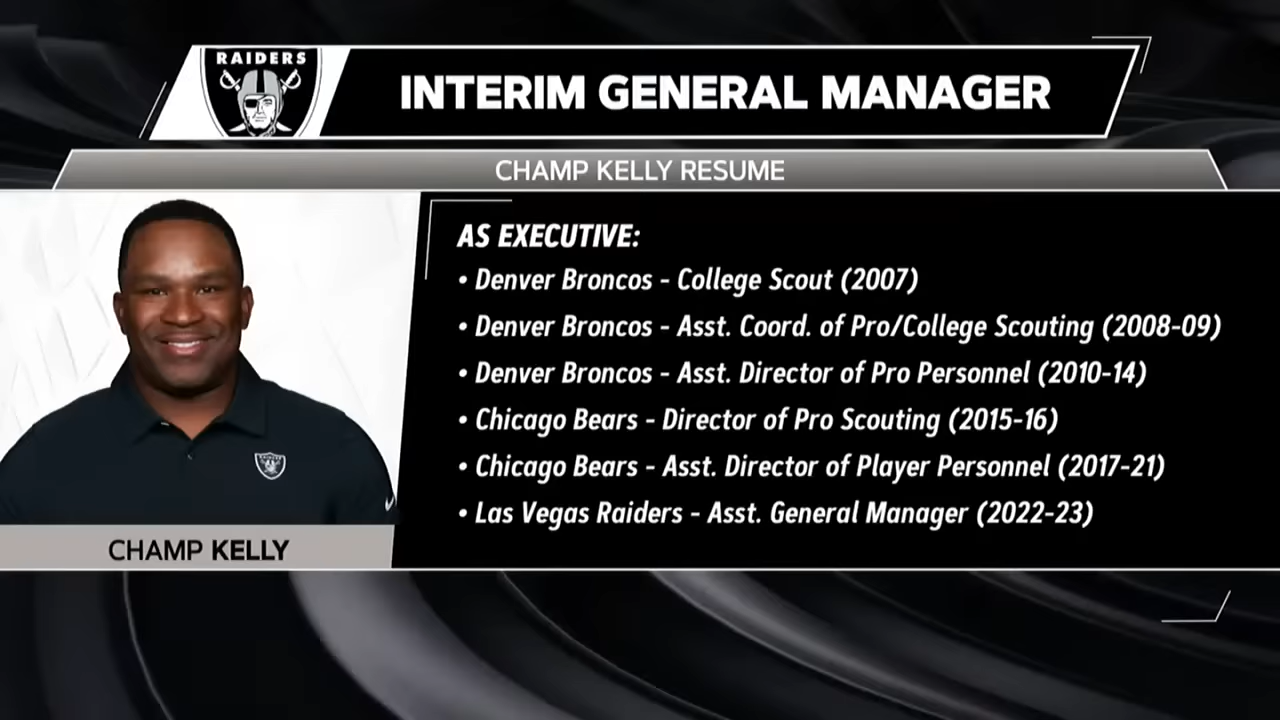 RAIDERS
INTERIM GENERAL MANAGER
CHAMP KELLY RESUME
AS EXECUTIVE:
• Denver Broncos - College Scout (2007)
• Denver Broncos - Asst. Coord. of Pro/College Scouting (2008-09)
• Denver Broncos - Asst. Director of Pro Personnel (2010-14)
• Chicago Bears - Director of Pro Scouting (2015-16)
• Chicago Bears - Asst. Director of Player Personnel (2017-21)
• Las Vegas Raiders - Asst. General Manager (2022-23)
RAIDERS
CHAMP KELLY